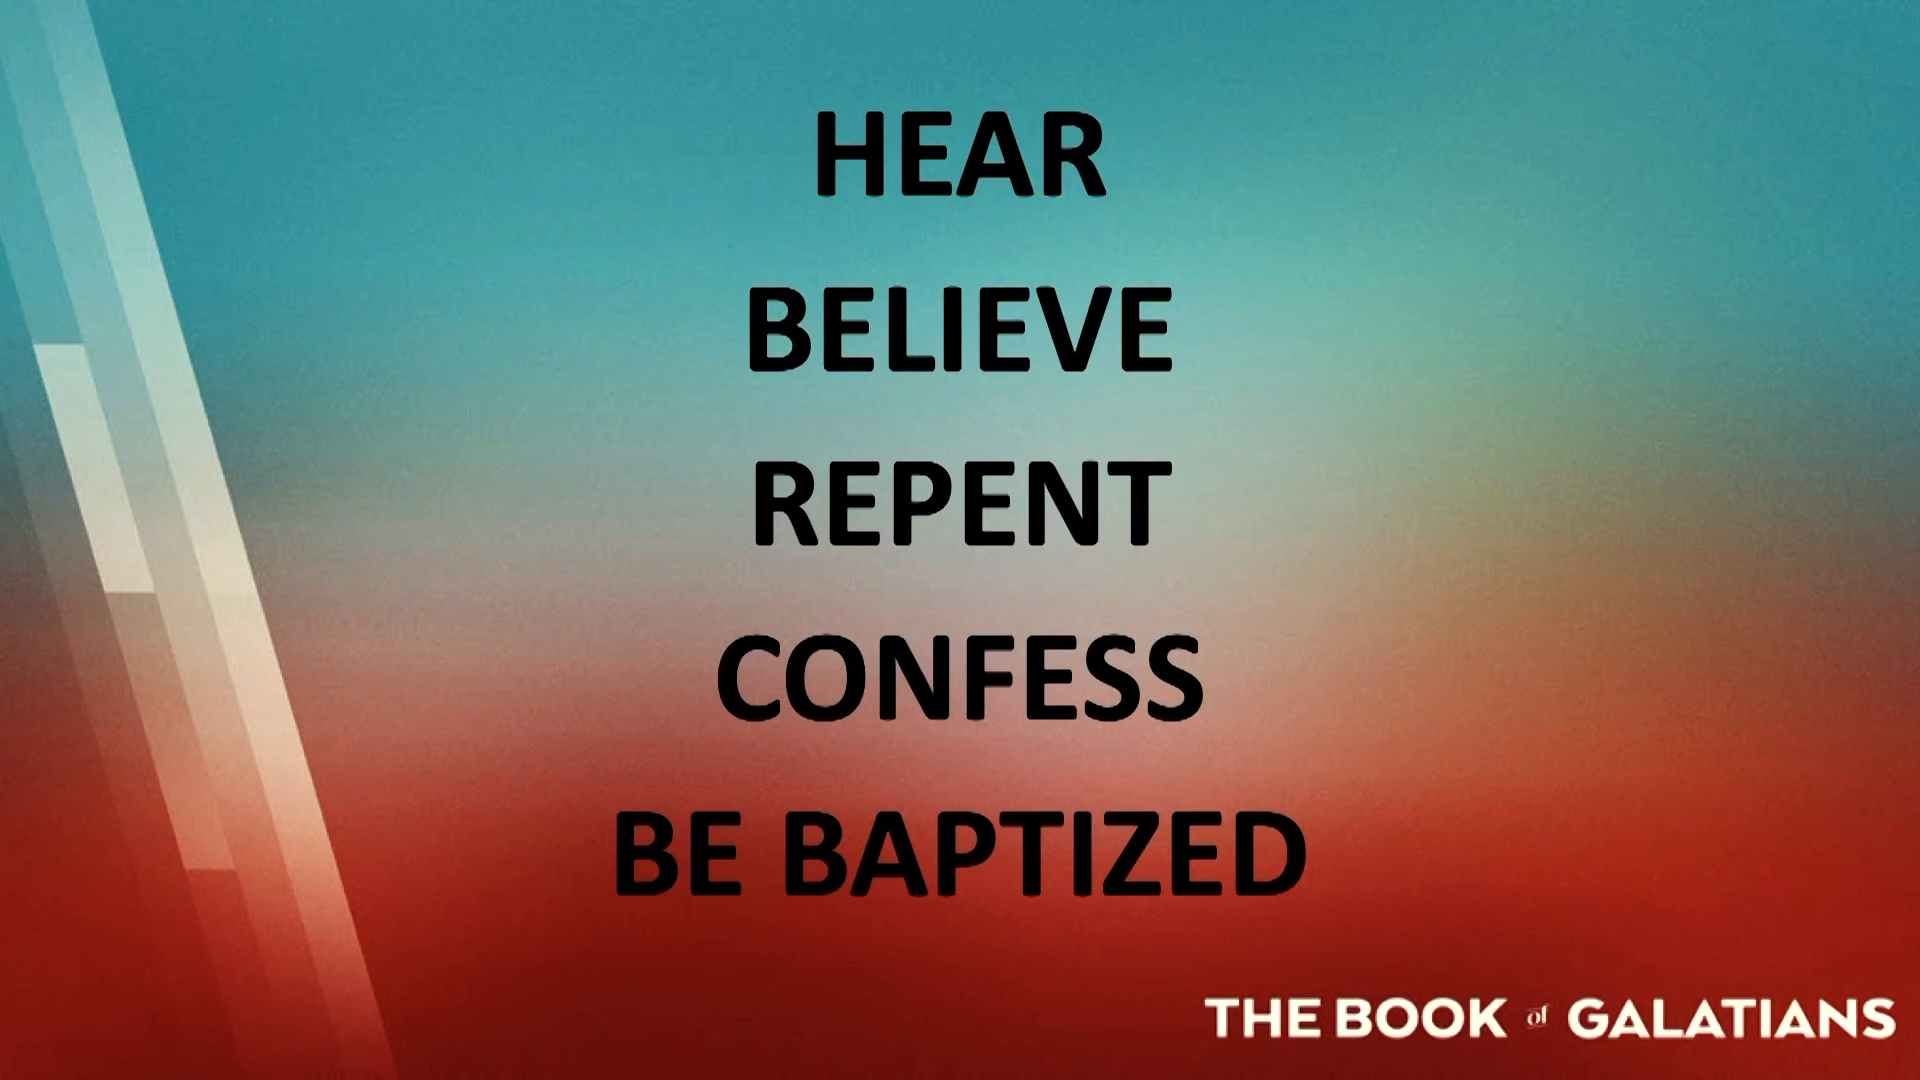 HEAR
BELIEVE
REPENT
CONFESS
BE BAPTIZED
THE BOOK of GALATIANS